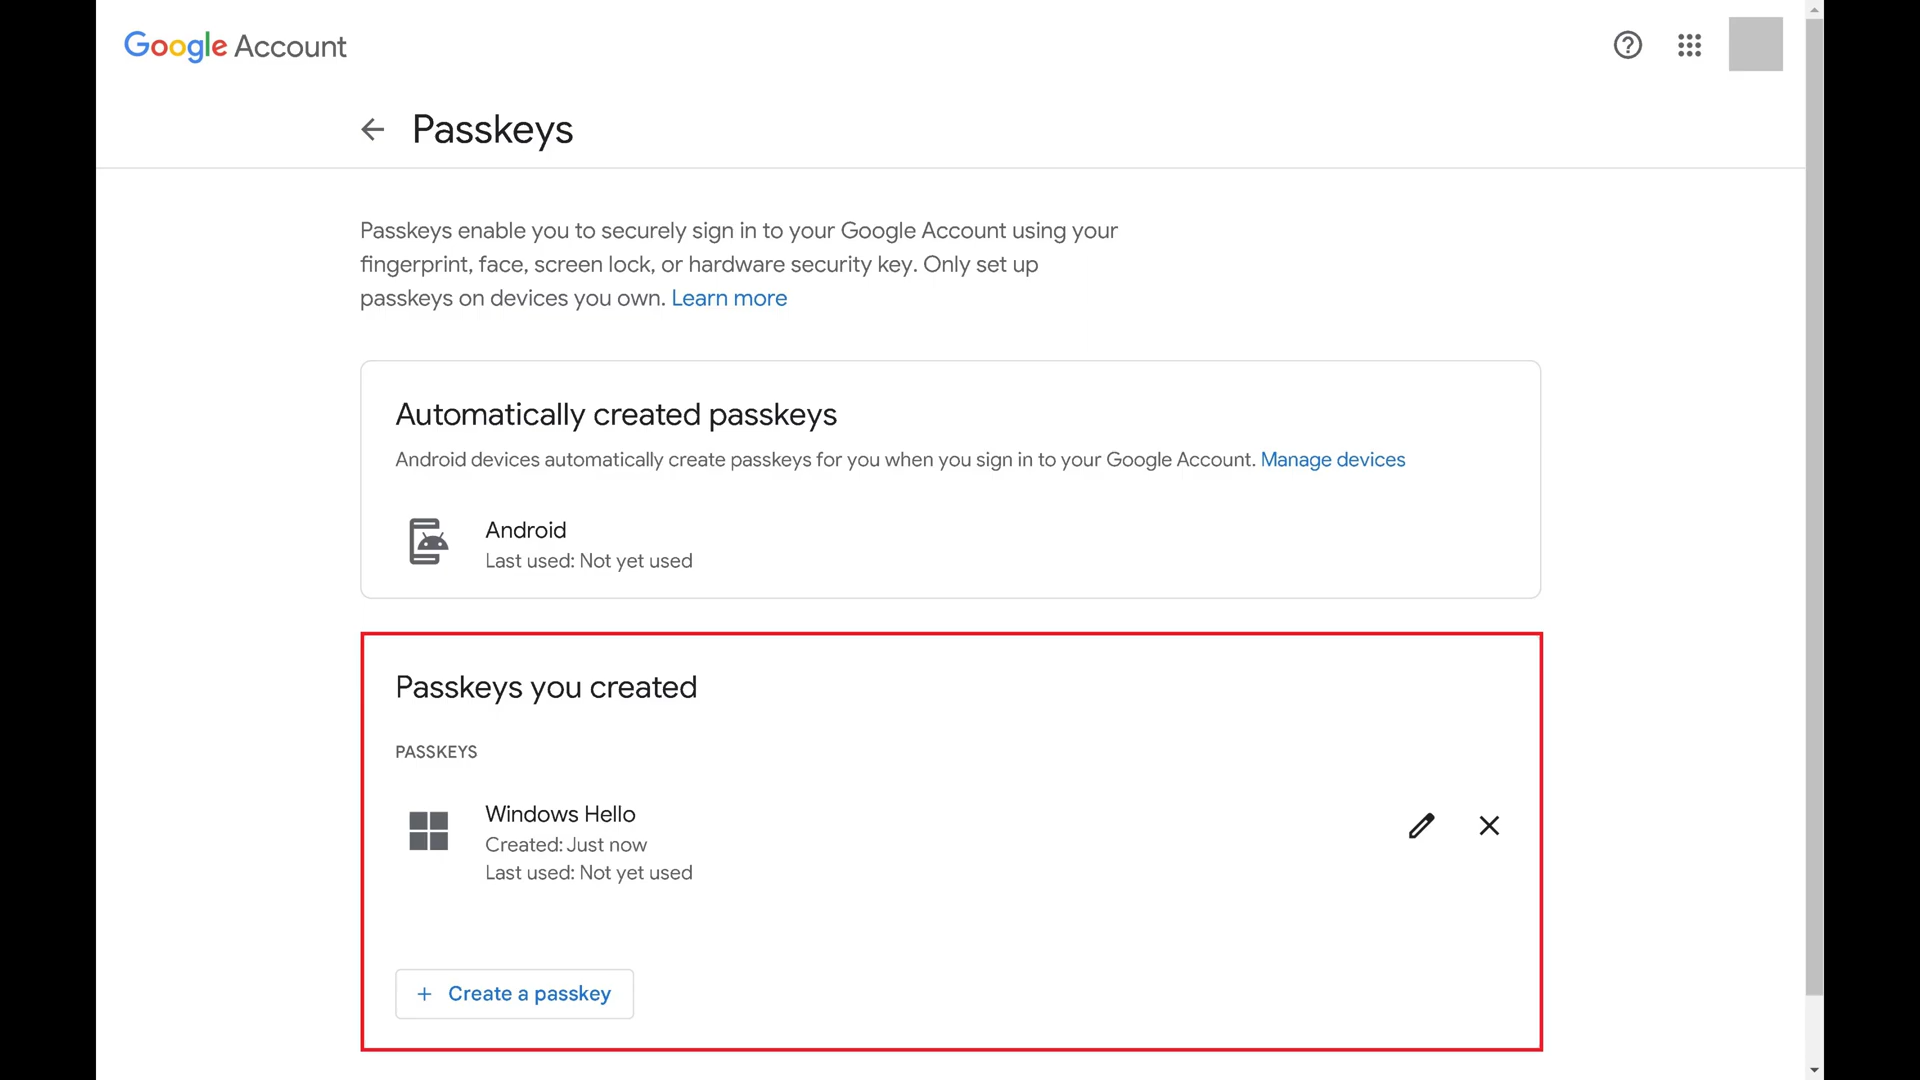 Google Account
Passkeys
Passkeys enable you to securely sign in to your Google Account using your
fingerprint, face, screen lock, or hardware security key. Only set up
passkeys on devices you own. Learn more
Automatically created passkeys
Android devices automatically create passkeys for you when you sign in to your Google Account. Manage devices
Android
Last used: Not yet used
Passkeys you created
PASSKEYS
Windows Hello
Created: Just now
Last used: Not yet used
+ Create a passkey